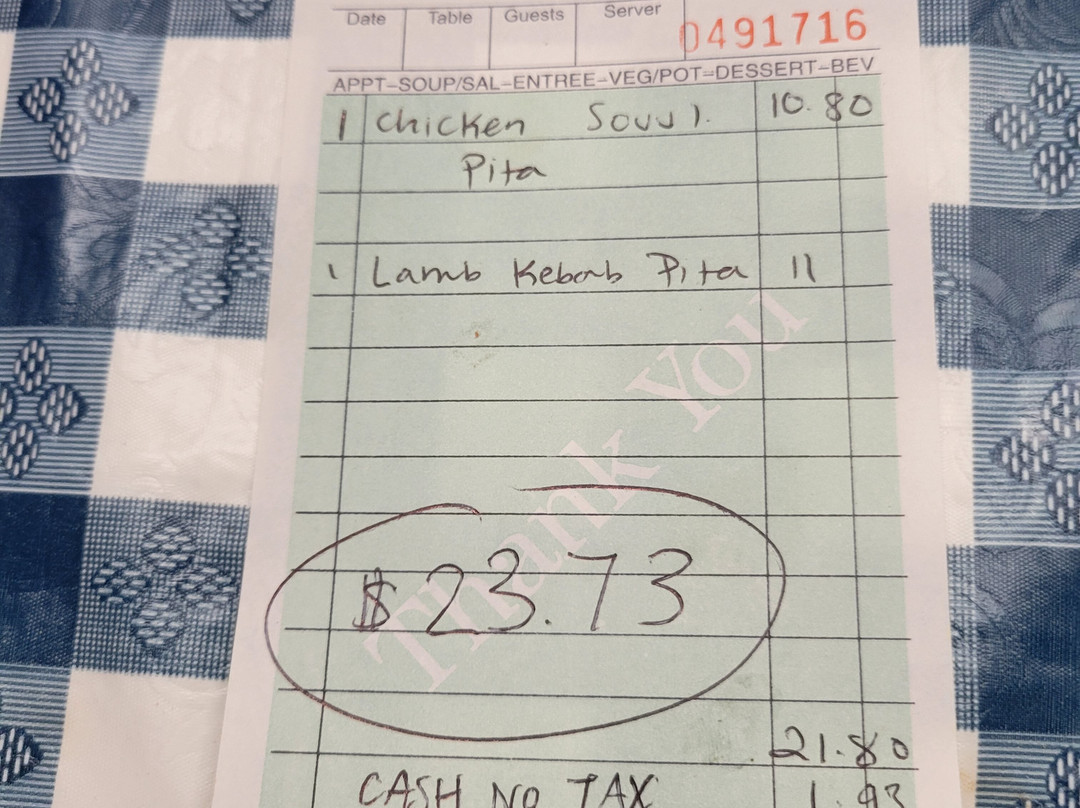 Date Table Guests Server 0491716
APPT-SOUP/SAL-ENTREE-VEG/POT-DESSERT-BEV
1 Chicken Souvl. 10.80
Pita
1 Lamb Kebab Pita 11
Thank You
$23.73
21.80
CASH NO TAX 1.93